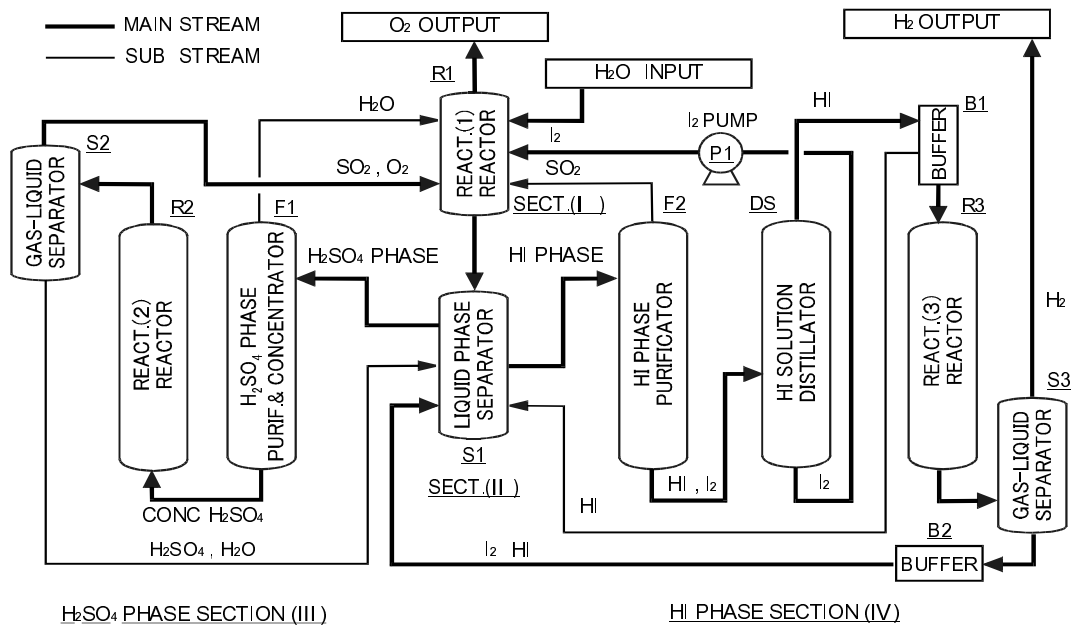 MAIN STREAM
SUB STREAM
O₂ OUTPUT
H₂ OUTPUT
R1
H₂O INPUT
H₂O
HI
B1
I₂ PUMP
P1
I₂
S2
REACT.(1)
REACTOR
BUFFER
SO₂ , O₂
SO₂
R2
F1
SECT.(I)
F2
DS
R3
GAS-LIQUID
SEPARATOR
H₂SO₄ PHASE
HI PHASE
H₂
REACT.(2)
REACTOR
H₂SO₄ PHASE
PURIF.& CONCENTRATOR
LIQUID PHASE
SEPARATOR
HI PHASE
PURIFICATOR
HI SOLUTION
DISTILLATOR
REACT.(3)
REACTOR
S3
GAS-LIQUID
SEPARATOR
S1
SECT.(II)
HI , I₂
I₂
CONC H₂SO₄
HI
B2
H₂SO₄ , H₂O
I₂ HI
BUFFER
H₂SO₄ PHASE SECTION (III)
HI PHASE SECTION (IV)